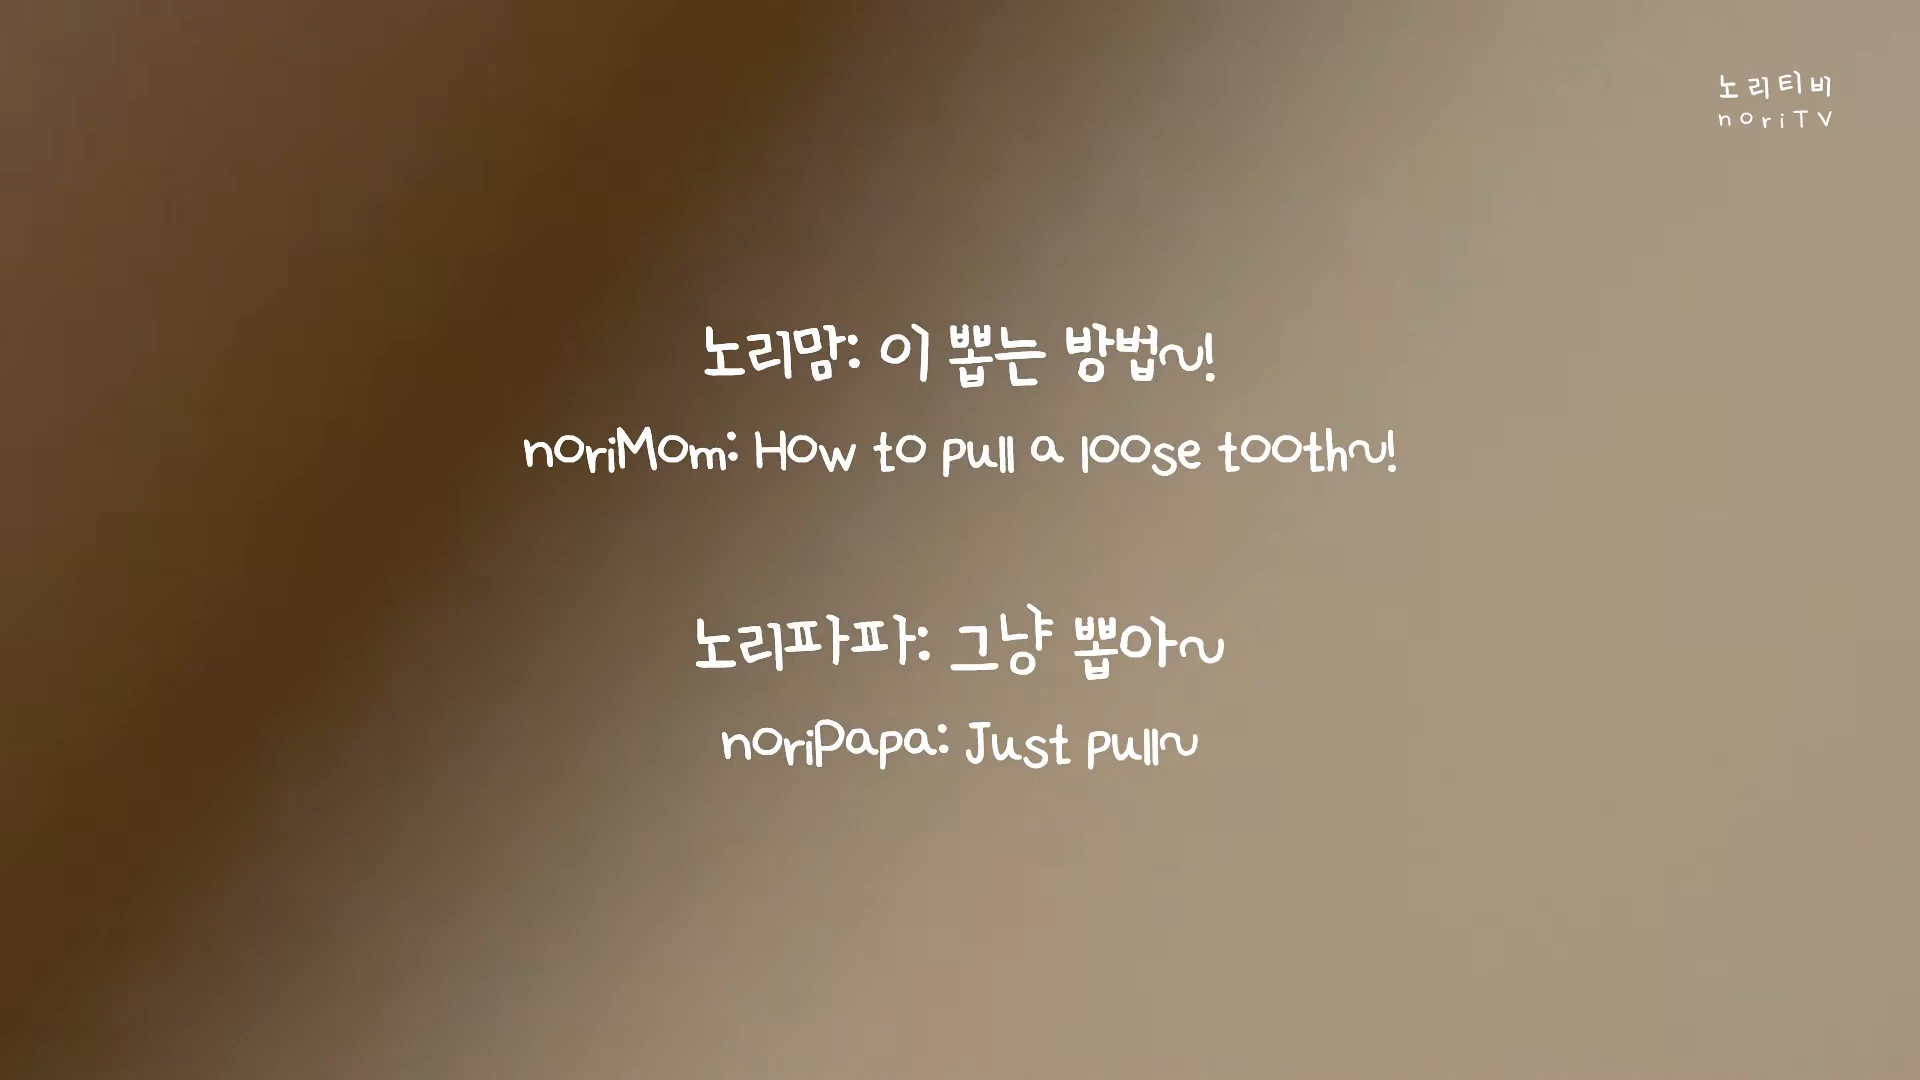 노리티비
noriTV
노리맘: 이 뽑는 방법~!
noriMom: How to pull a loose tooth~!
노리파파: 그냥 뽑아~
noriPapa: Just pull~